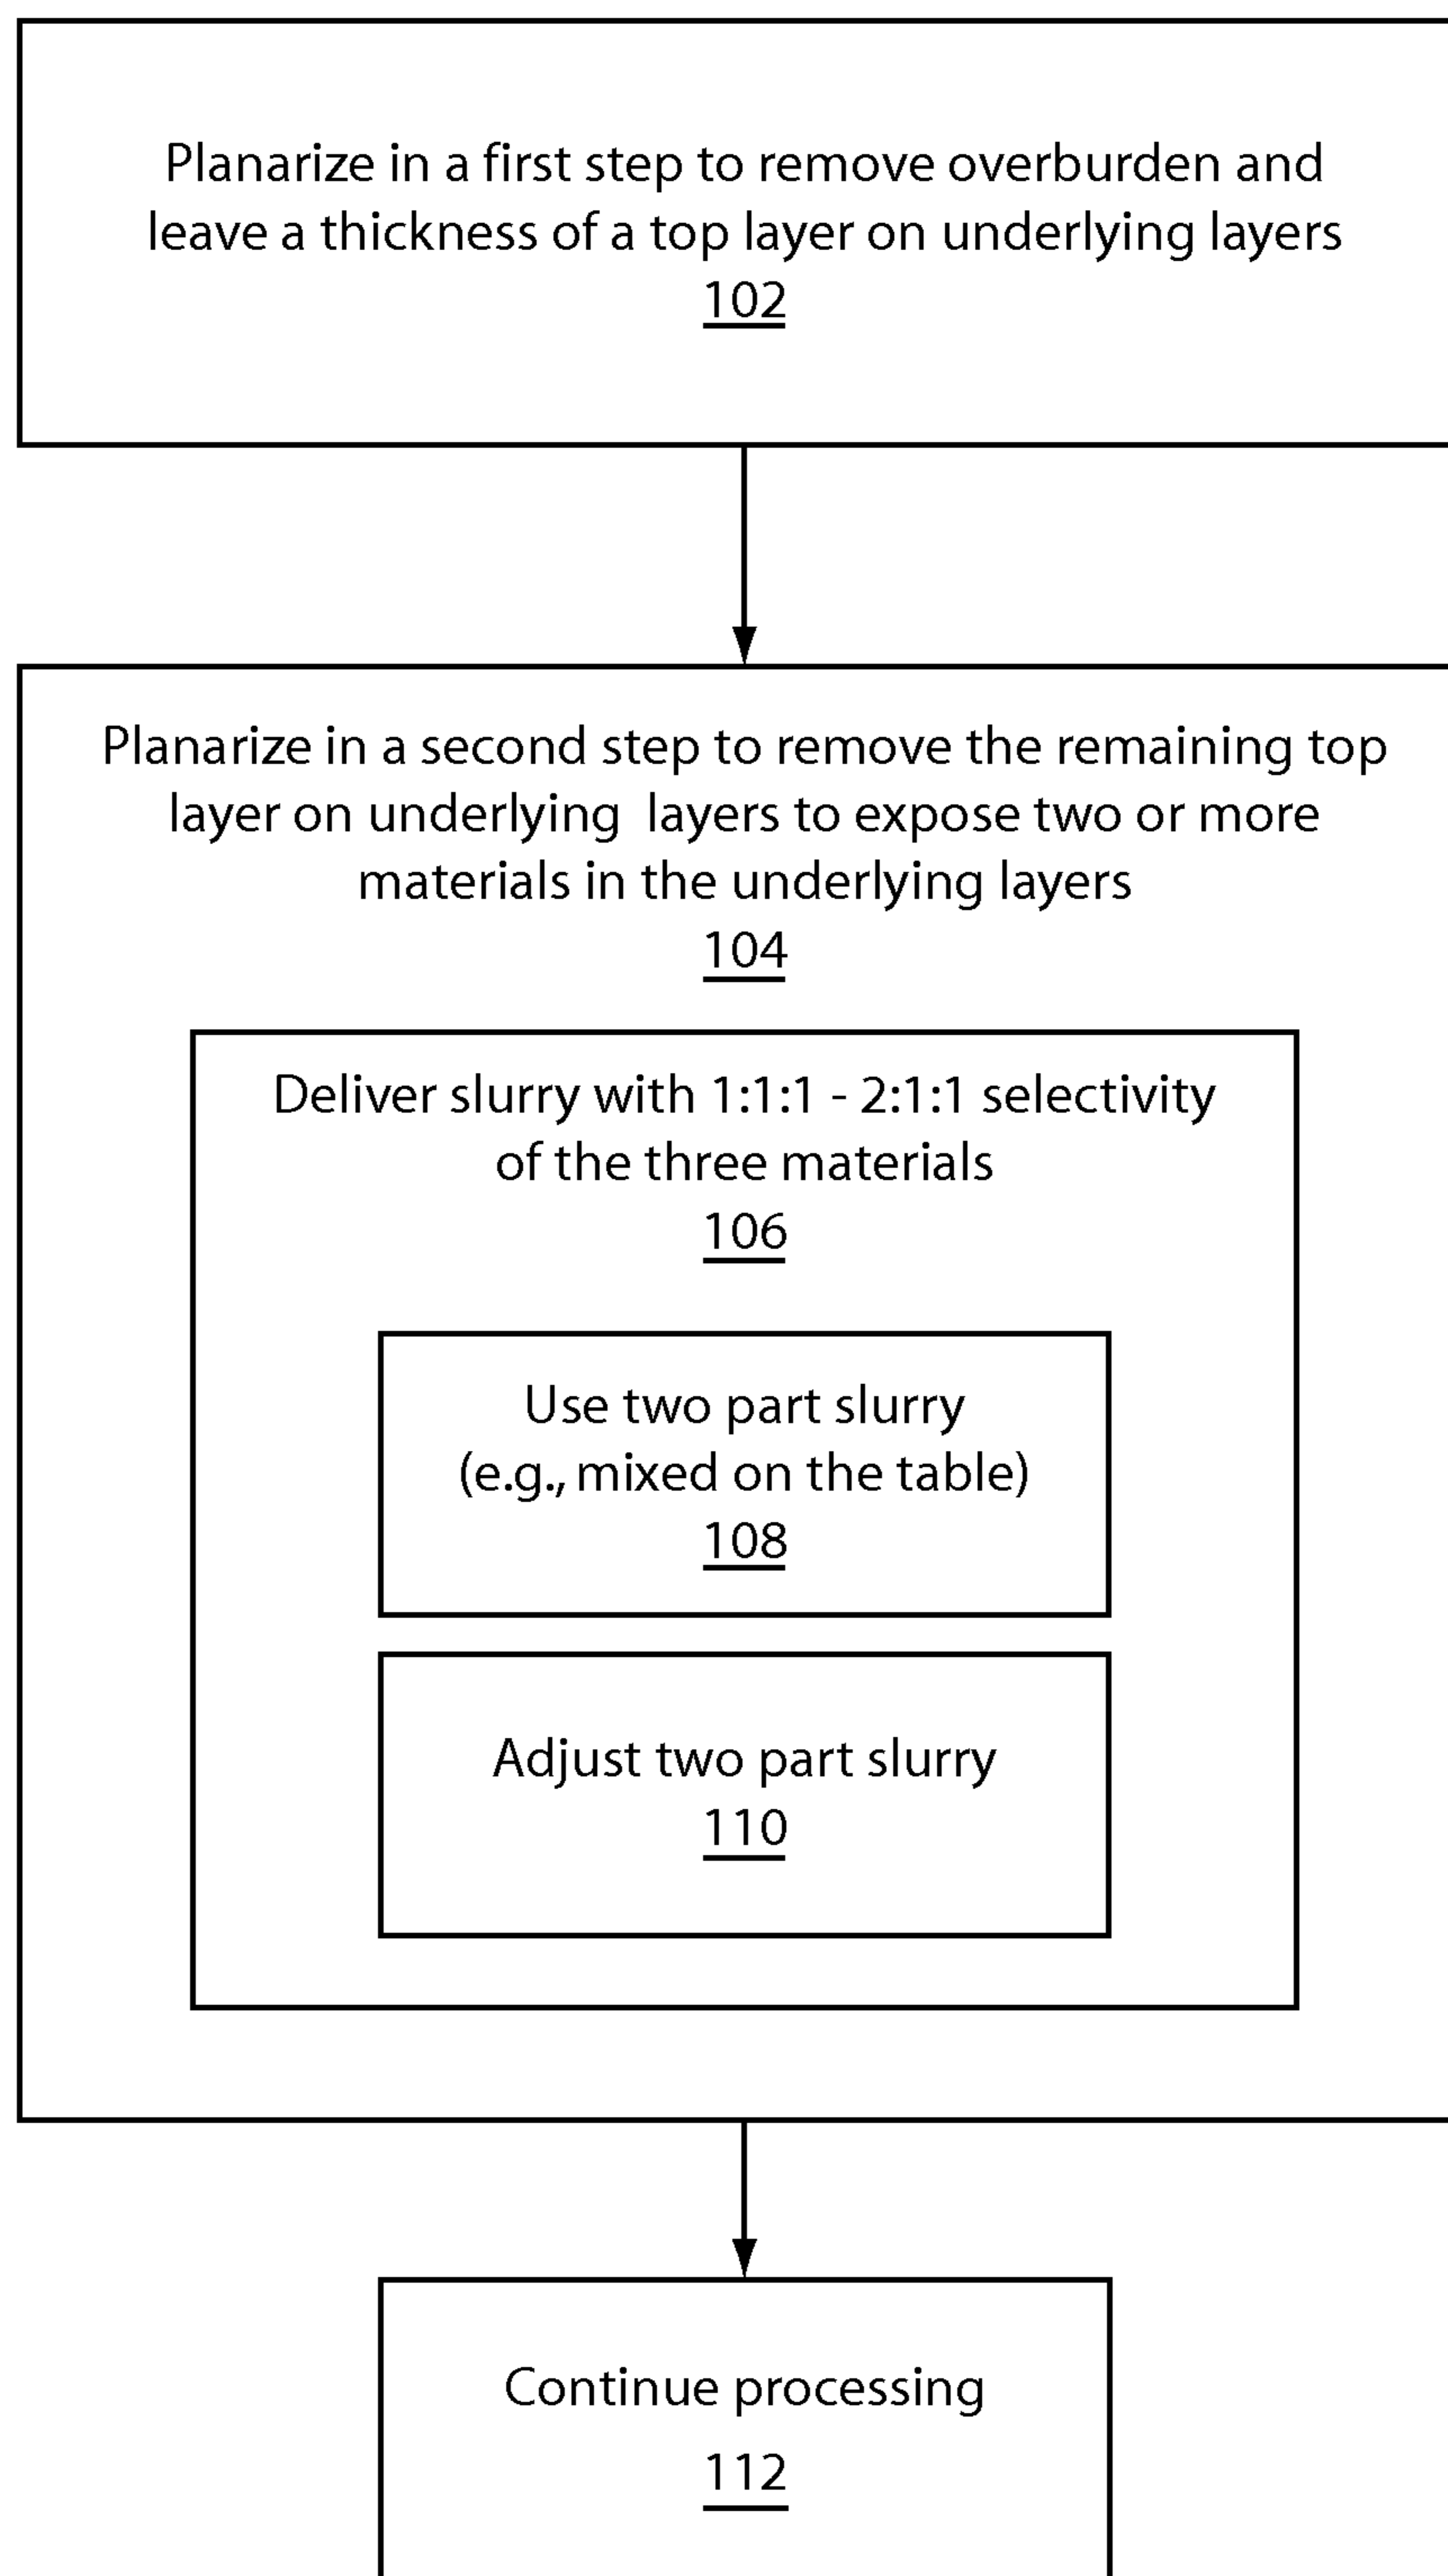 Planarize in a first step to remove overburden and
leave a thickness of a top layer on underlying layers
102
Planarize in a second step to remove the remaining top
layer on underlying layers to expose two or more
materials in the underlying layers
104
Deliver slurry with 1:1:1 - 2:1:1 selectivity
of the three materials
106
Use two part slurry
(e.g., mixed on the table)
108
Adjust two part slurry
110
Continue processing
112